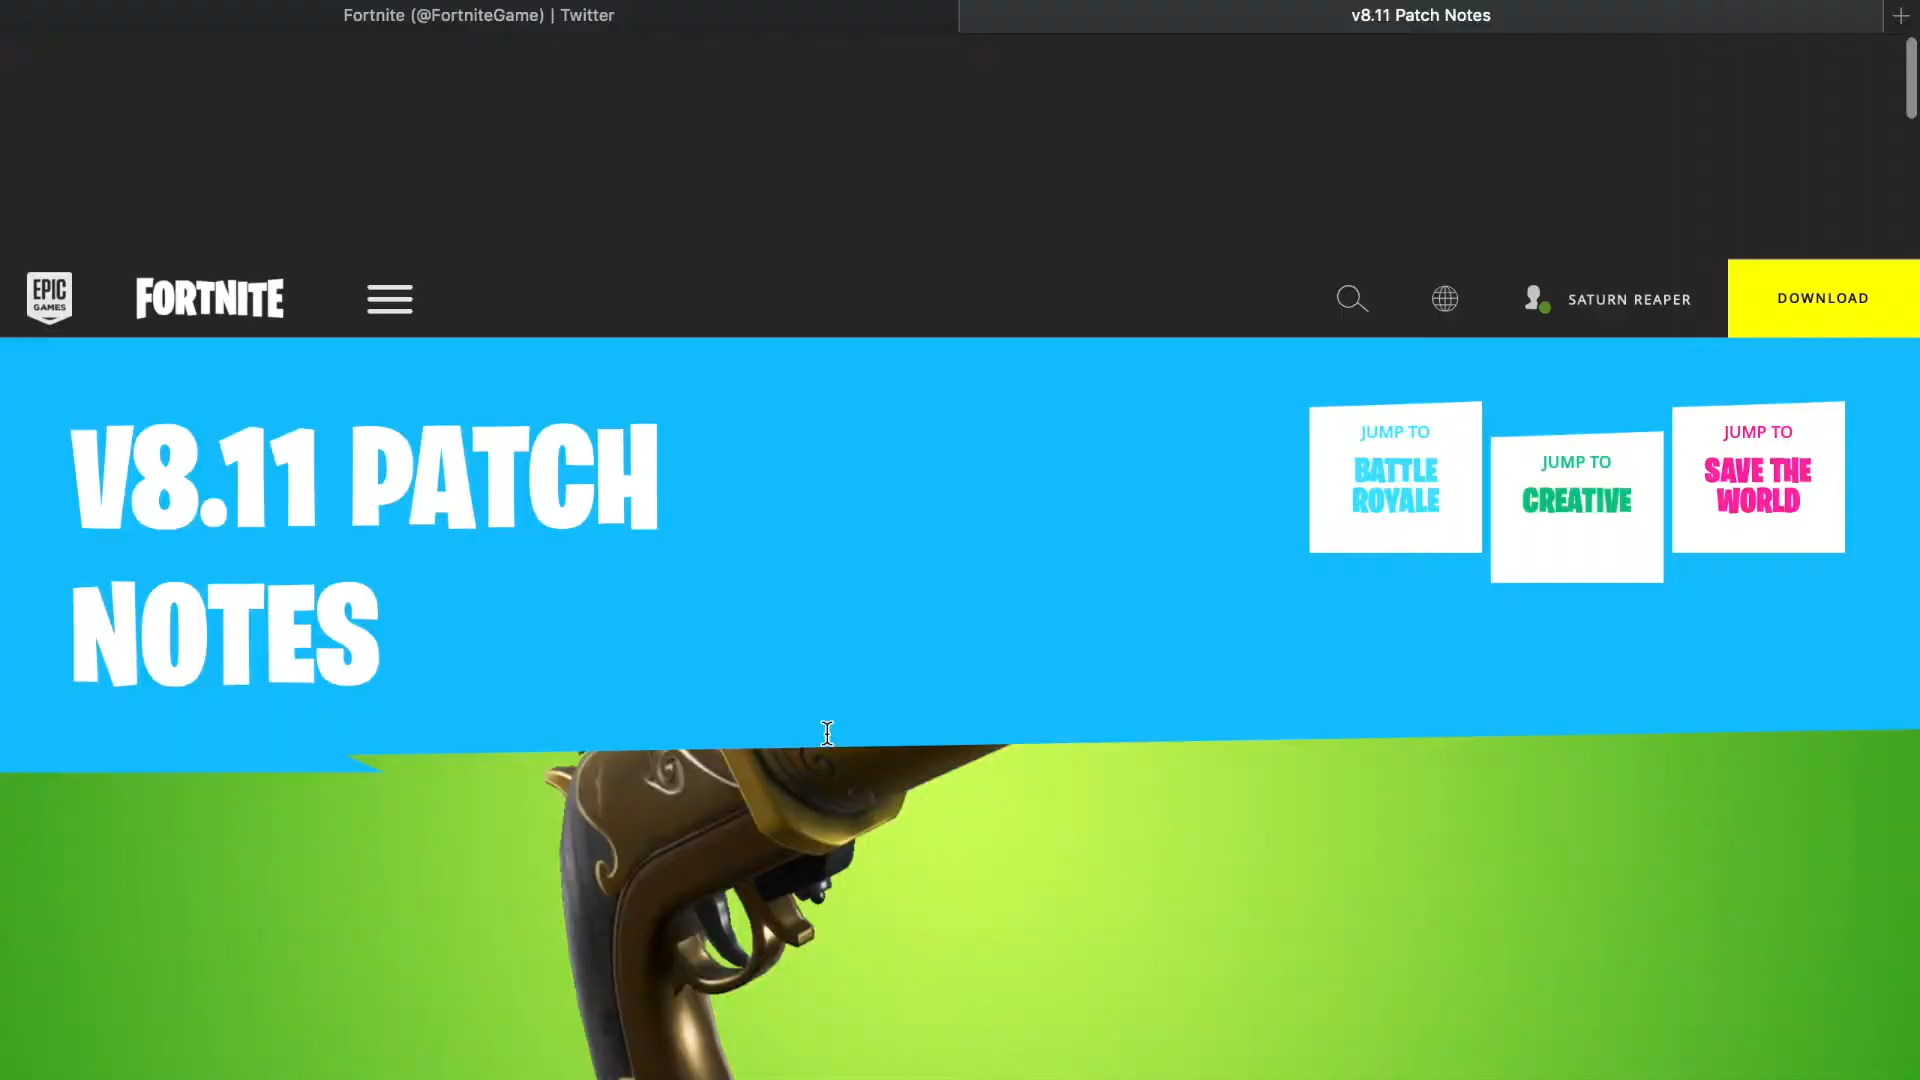 Fortnite (@FortniteGame) | Twitter
v8.11 Patch Notes
EPIC
GAMES
FORTNITE
SATURN REAPER
DOWNLOAD
V8.11 PATCH
NOTES
JUMP TO
BATTLE
ROYALE
JUMP TO
CREATIVE
JUMP TO
SAVE THE
WORLD